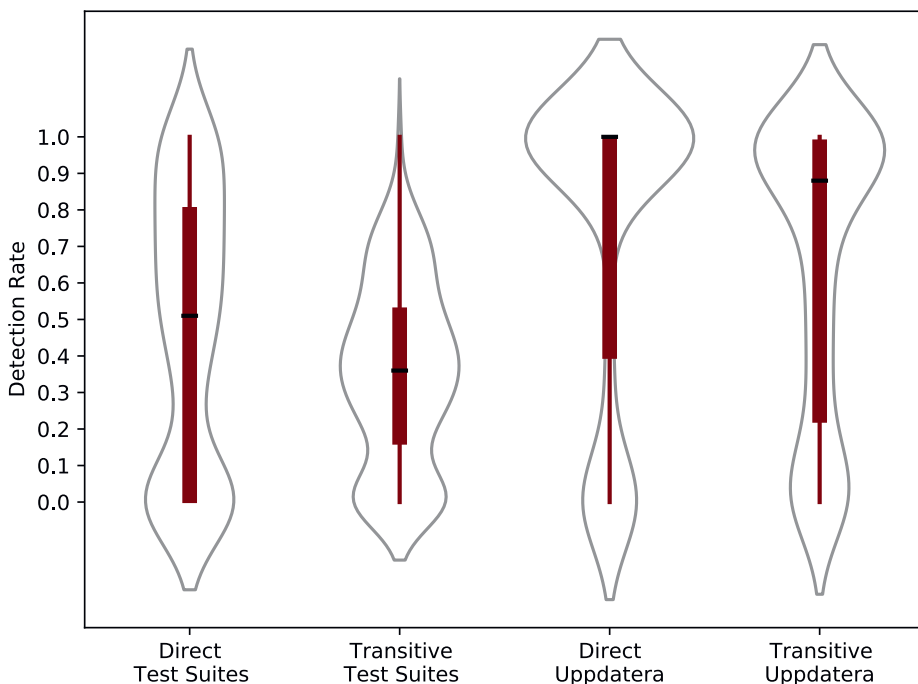 1.0
0.9
0.8
0.7
0.6
0.5
0.4
0.3
0.2
0.1
0.0
Detection Rate
Direct
Test Suites
Transitive
Test Suites
Direct
Uppdatera
Transitive
Uppdatera